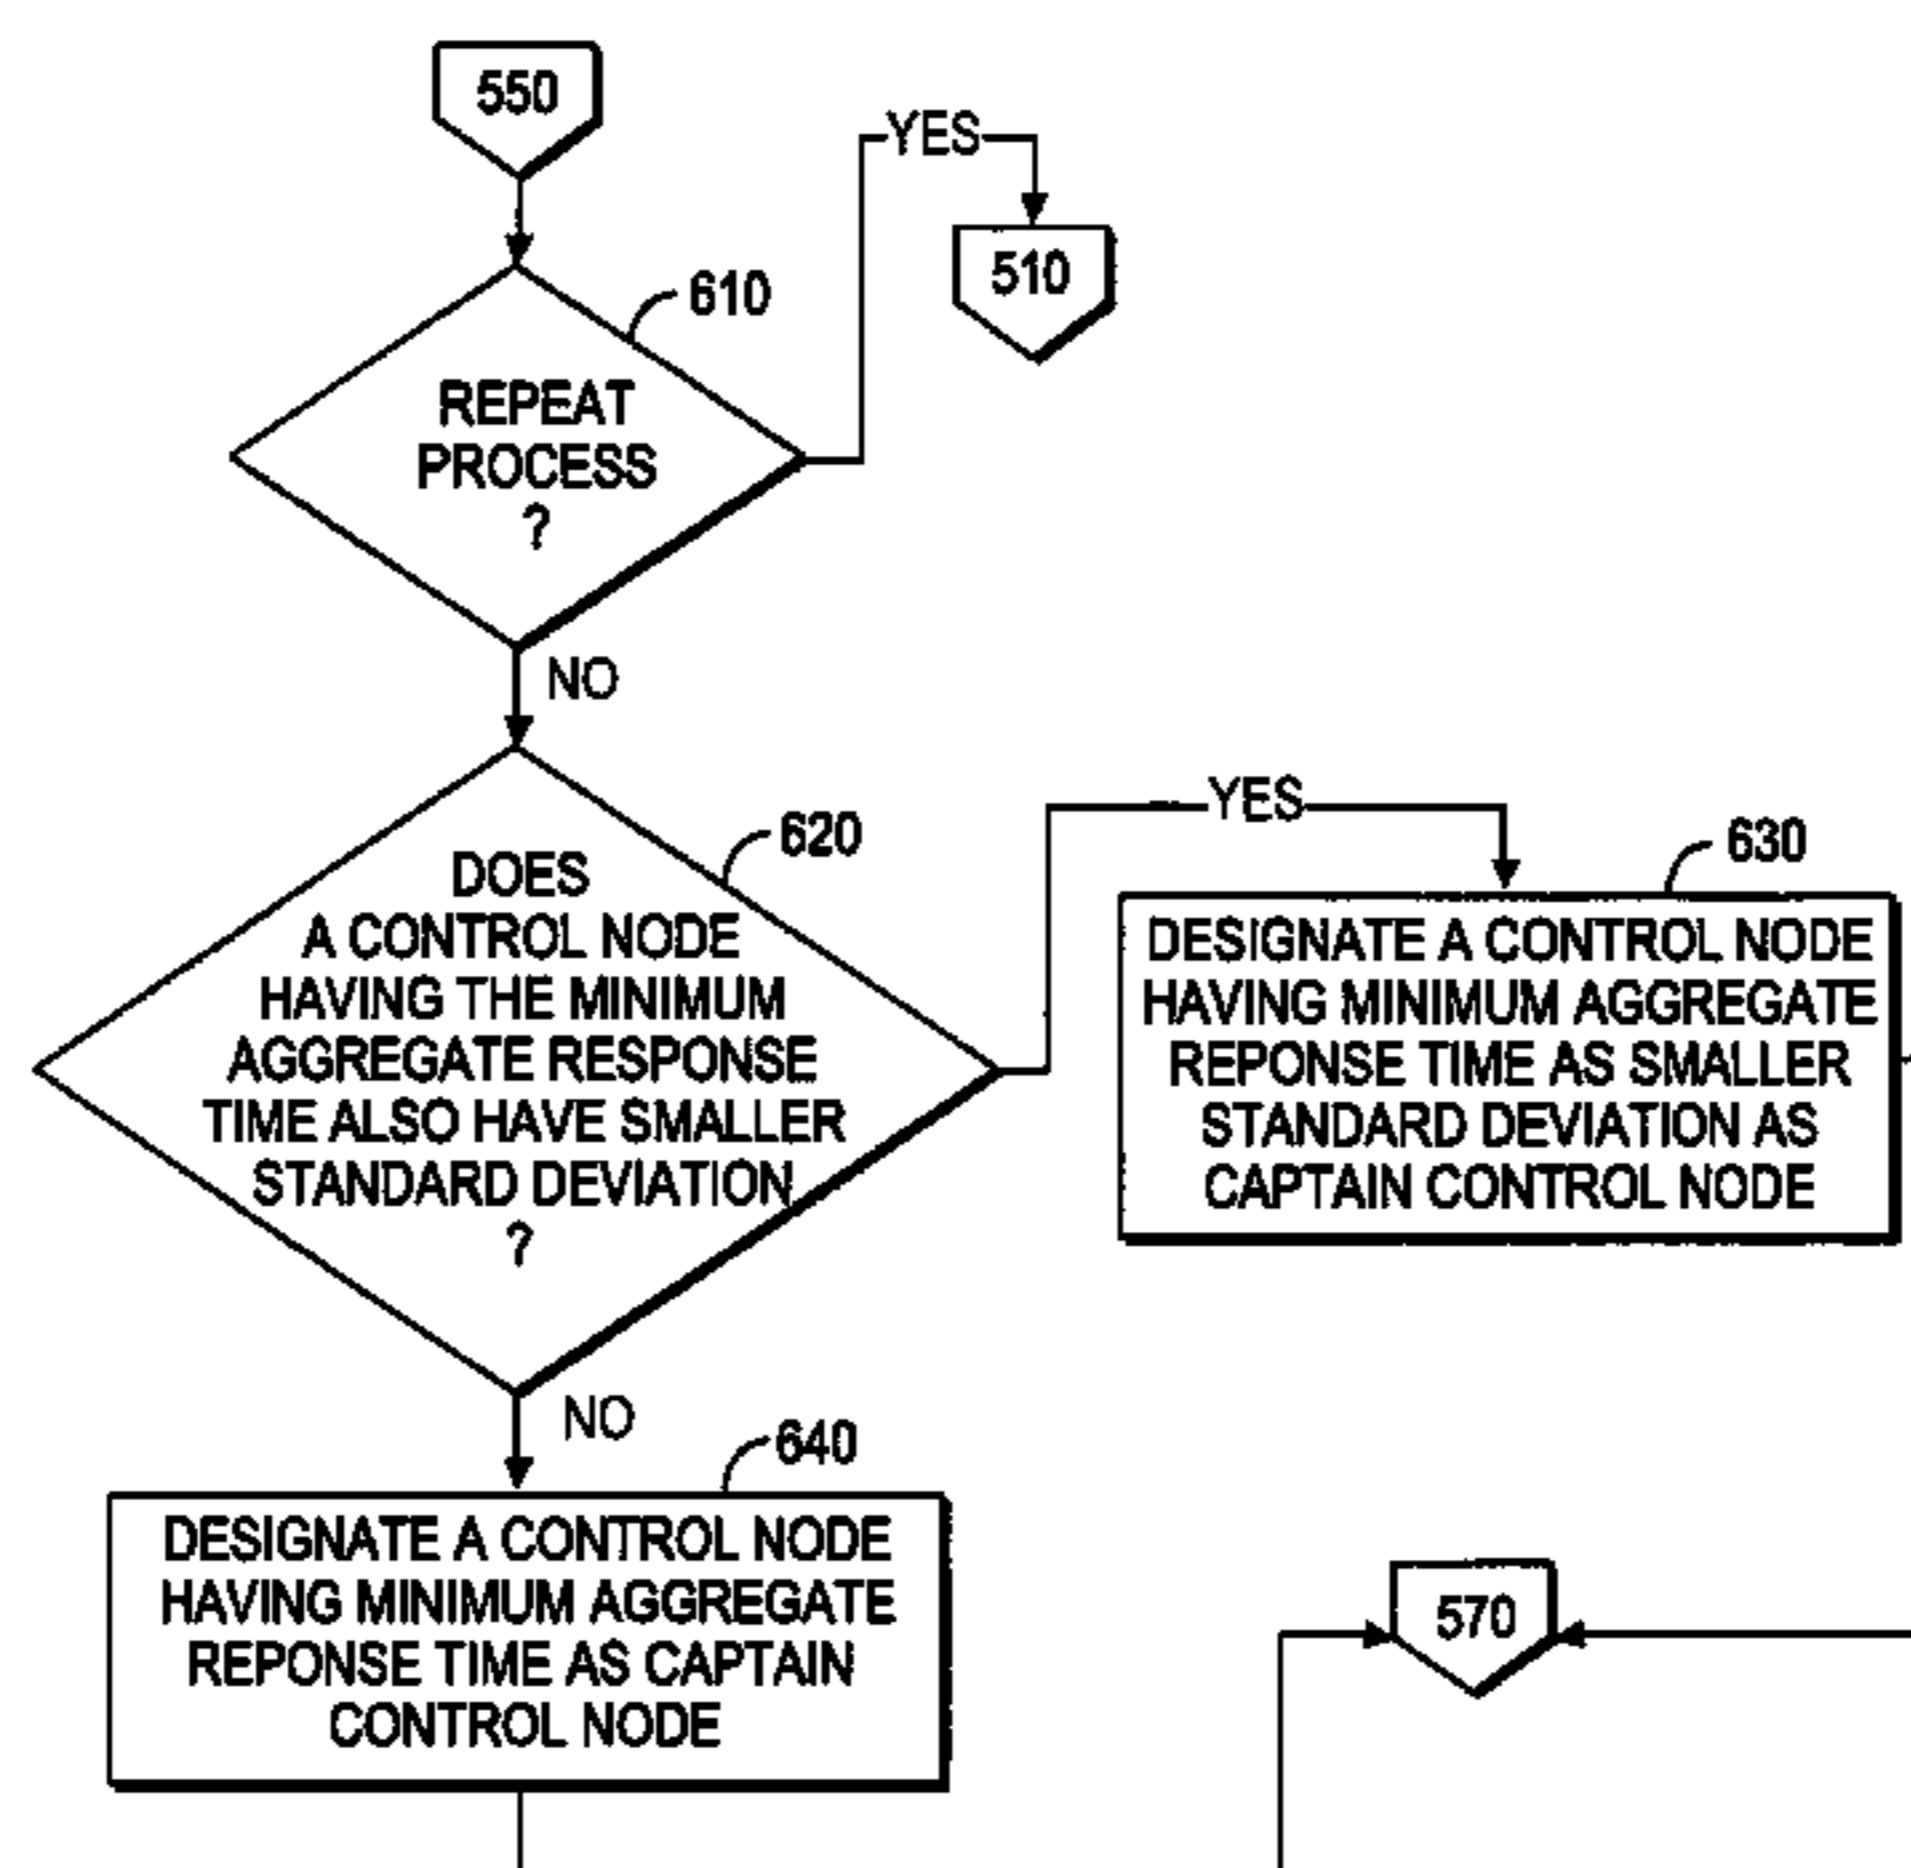 550
YES
510
610
REPEAT
PROCESS
?
NO
620
DOES
A CONTROL NODE
HAVING THE MINIMUM
AGGREGATE RESPONSE
TIME ALSO HAVE SMALLER
STANDARD DEVIATION
?
YES
630
DESIGNATE A CONTROL NODE
HAVING MINIMUM AGGREGATE
REPONSE TIME AS SMALLER
STANDARD DEVIATION AS
CAPTAIN CONTROL NODE
NO
640
DESIGNATE A CONTROL NODE
HAVING MINIMUM AGGREGATE
REPONSE TIME AS CAPTAIN
CONTROL NODE
570